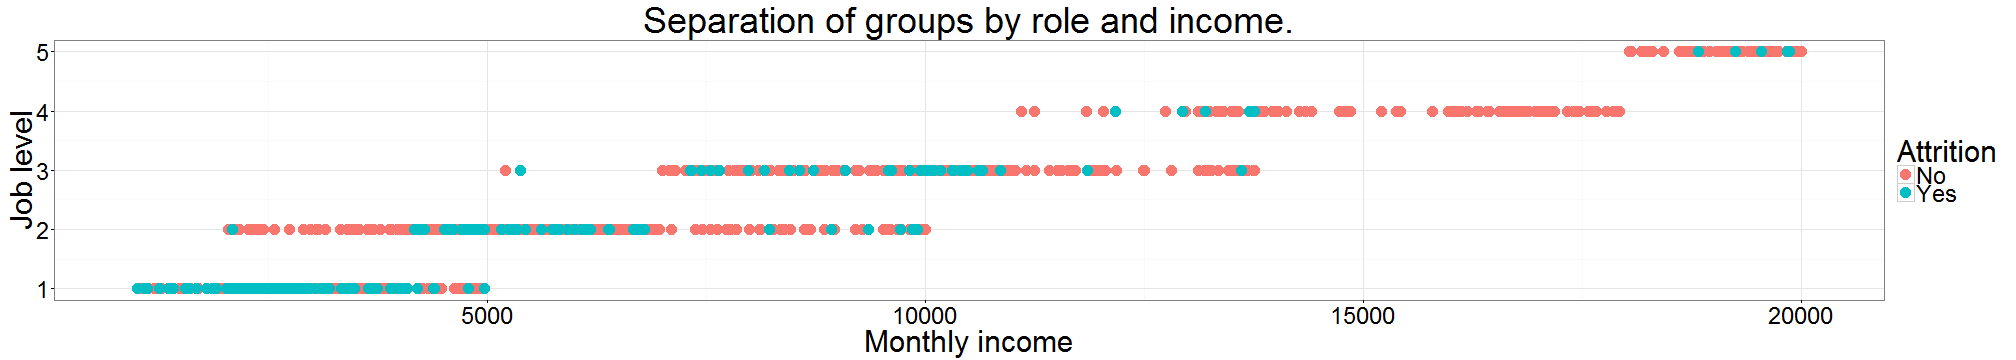 Separation of groups by role and income.
Job level
5
4
3
2
1
5000 10000 15000 20000
Monthly income
Attrition
No
Yes